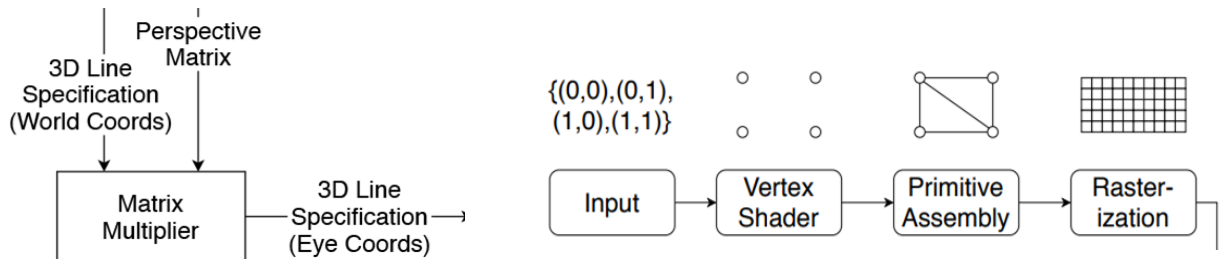 Perspective
Matrix
3D Line
Specification
(World Coords)
Matrix
Multiplier
3D Line
Specification
(Eye Coords)
{(0,0),(0,1),
(1,0),(1,1)}
Input
Vertex
Shader
Primitive
Assembly
Raster-
ization